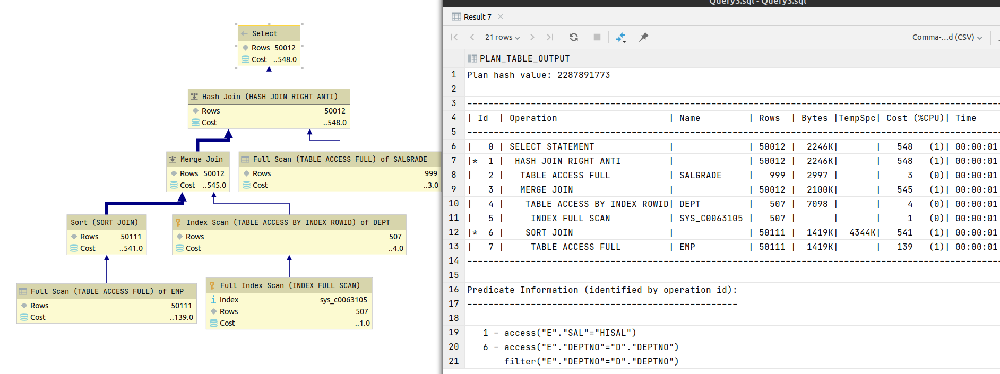 Select
Rows 50012
Cost ..548.0
Hash Join (HASH JOIN RIGHT ANTI)
Rows 50012
Cost ..548.0
Merge Join
Rows 50012
Cost ..545.0
Full Scan (TABLE ACCESS FULL) of SALGRADE
Rows 999
Cost ..3.0
Sort (SORT JOIN)
Rows 50111
Cost ..541.0
Index Scan (TABLE ACCESS BY INDEX ROWID) of DEPT
Rows 507
Cost ..4.0
Full Scan (TABLE ACCESS FULL) of EMP
Rows 50111
Cost ..139.0
Full Index Scan (INDEX FULL SCAN)
Index sys_c0063105
Rows 507
Cost ..1.0
Query3.sql - Query3.sql
Result 7
21 rows
Comma-...d (CSV)
PLAN_TABLE_OUTPUT
1 Plan hash value: 2287891773
2
3 ----------------------------------------------------------------------------------------------------
4 | Id | Operation | Name | Rows | Bytes |TempSpc| Cost (%CPU)| Time
5 ----------------------------------------------------------------------------------------------------
6 | 0 | SELECT STATEMENT | | 50012 | 2246K| | 548 (1)| 00:00:01
7 |* 1 | HASH JOIN RIGHT ANTI | | 50012 | 2246K| | 548 (1)| 00:00:01
8 | 2 | TABLE ACCESS FULL | SALGRADE | 999 | 2997 | | 3 (0)| 00:00:01
9 | 3 | MERGE JOIN | | 50012 | 2100K| | 545 (1)| 00:00:01
10 | 4 | TABLE ACCESS BY INDEX ROWID| DEPT | 507 | 7098 | | 4 (0)| 00:00:01
11 | 5 | INDEX FULL SCAN | SYS_C0063105 | 507 | | | 1 (0)| 00:00:01
12 |* 6 | SORT JOIN | | 50111 | 1419K| 4344K| 541 (1)| 00:00:01
13 | 7 | TABLE ACCESS FULL | EMP | 50111 | 1419K| | 139 (1)| 00:00:01
14 ----------------------------------------------------------------------------------------------------
15
16 Predicate Information (identified by operation id):
17 ---------------------------------------------------
18
19 1 - access("E"."SAL"="HISAL")
20 6 - access("E"."DEPTNO"="D"."DEPTNO")
21 filter("E"."DEPTNO"="D"."DEPTNO")